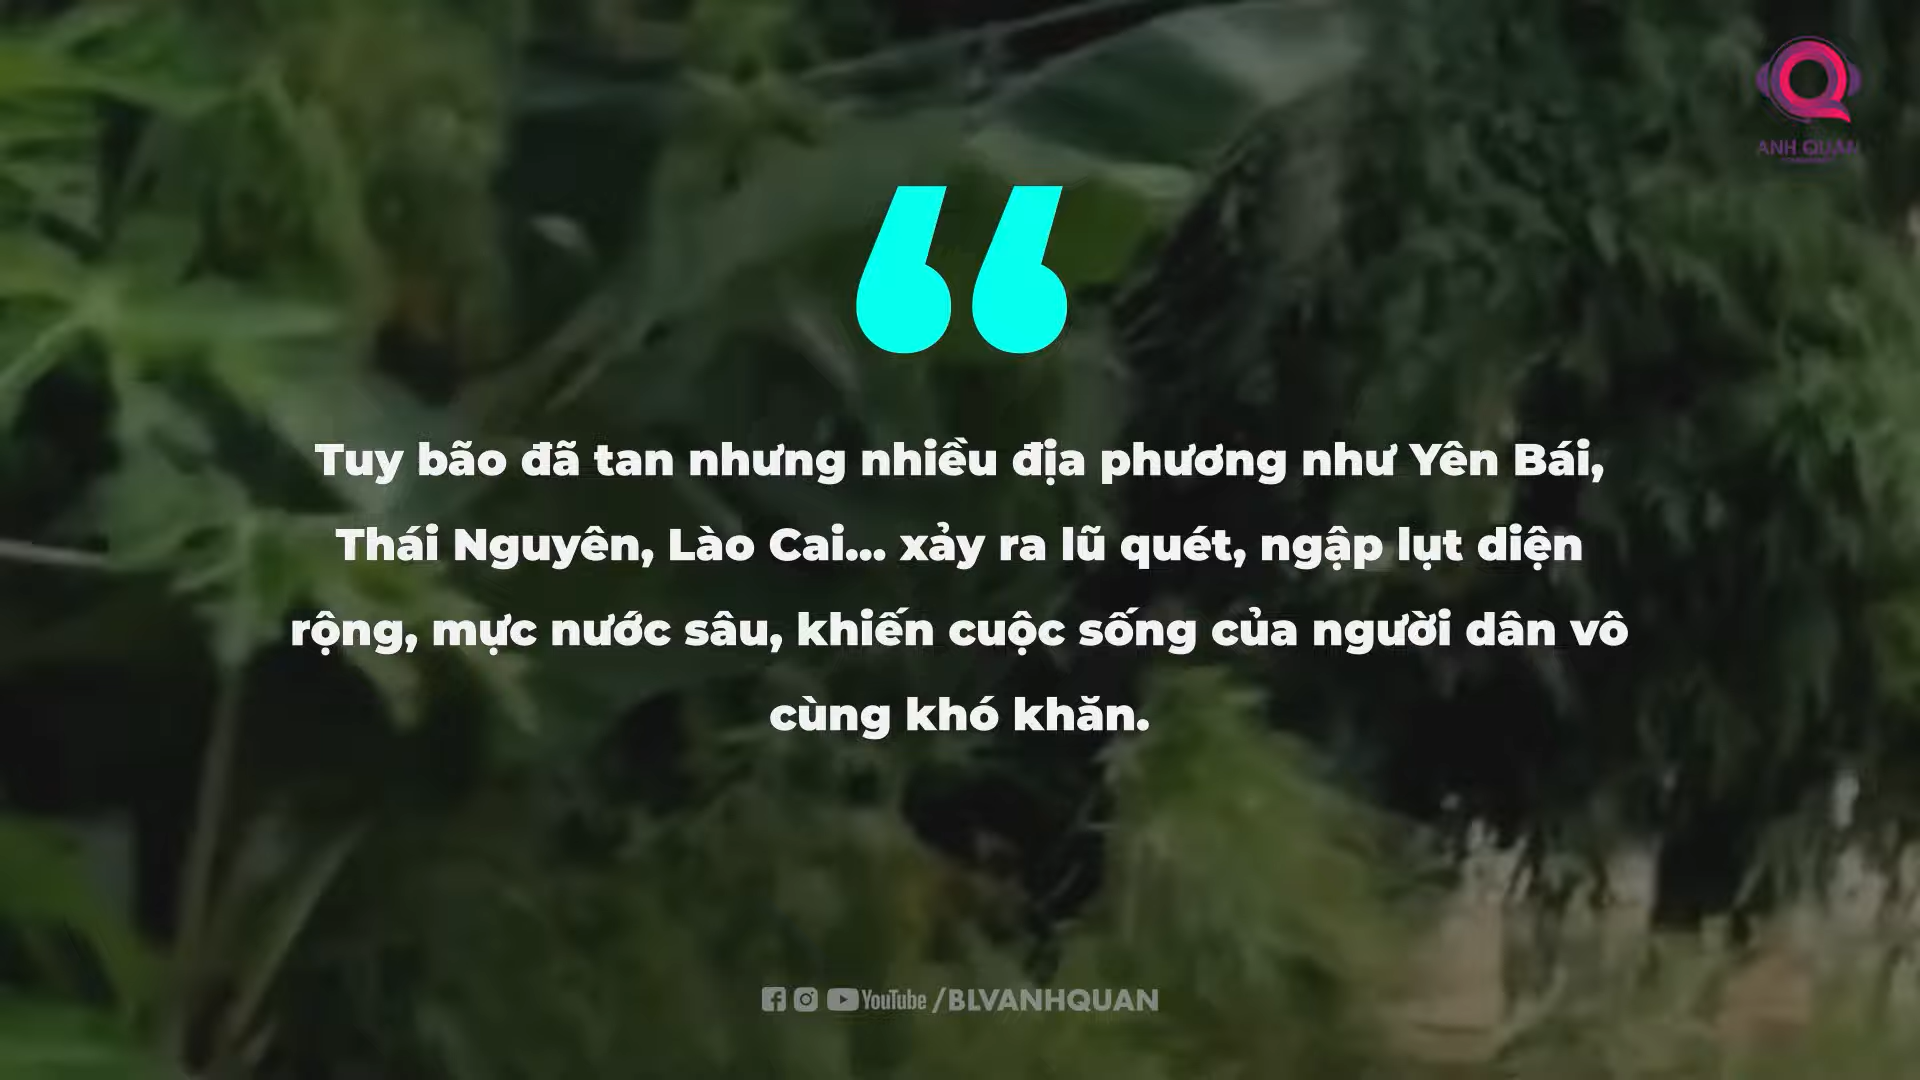 ANH QUAN
Tuy bão đã tan nhưng nhiều địa phương như Yên Bái,
Thái Nguyên, Lào Cai... xảy ra lũ quét, ngập lụt diện
rộng, mực nước sâu, khiến cuộc sống của người dân vô
cùng khó khăn.
YouTube /BLVANHQUAN